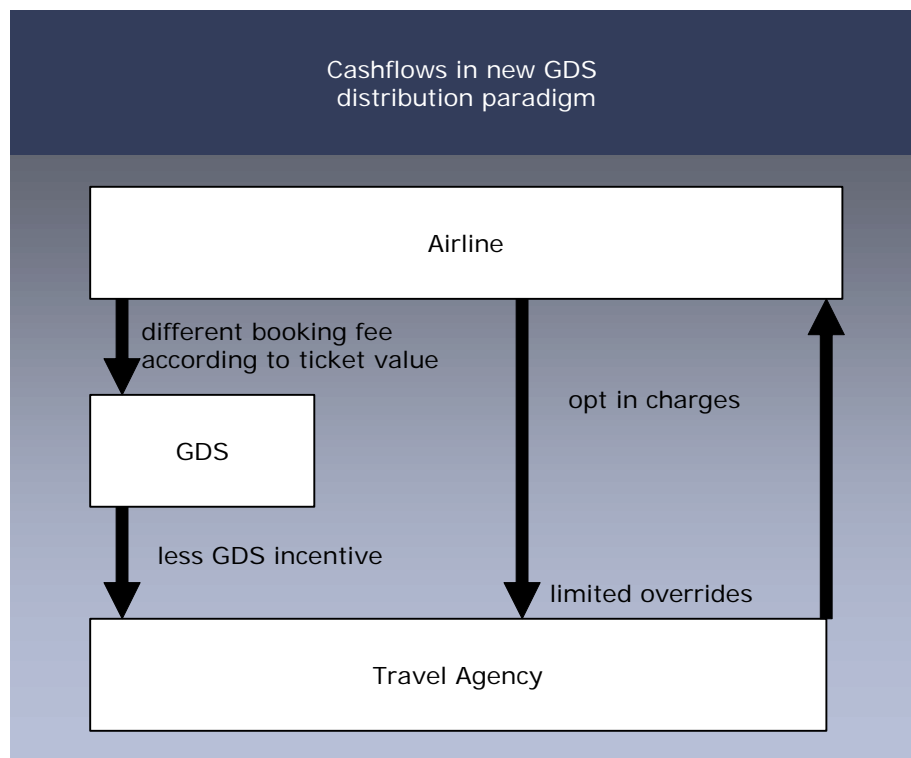 Cashflows in new GDS
distribution paradigm
Airline
different booking fee
according to ticket value
opt in charges
GDS
less GDS incentive
limited overrides
Travel Agency